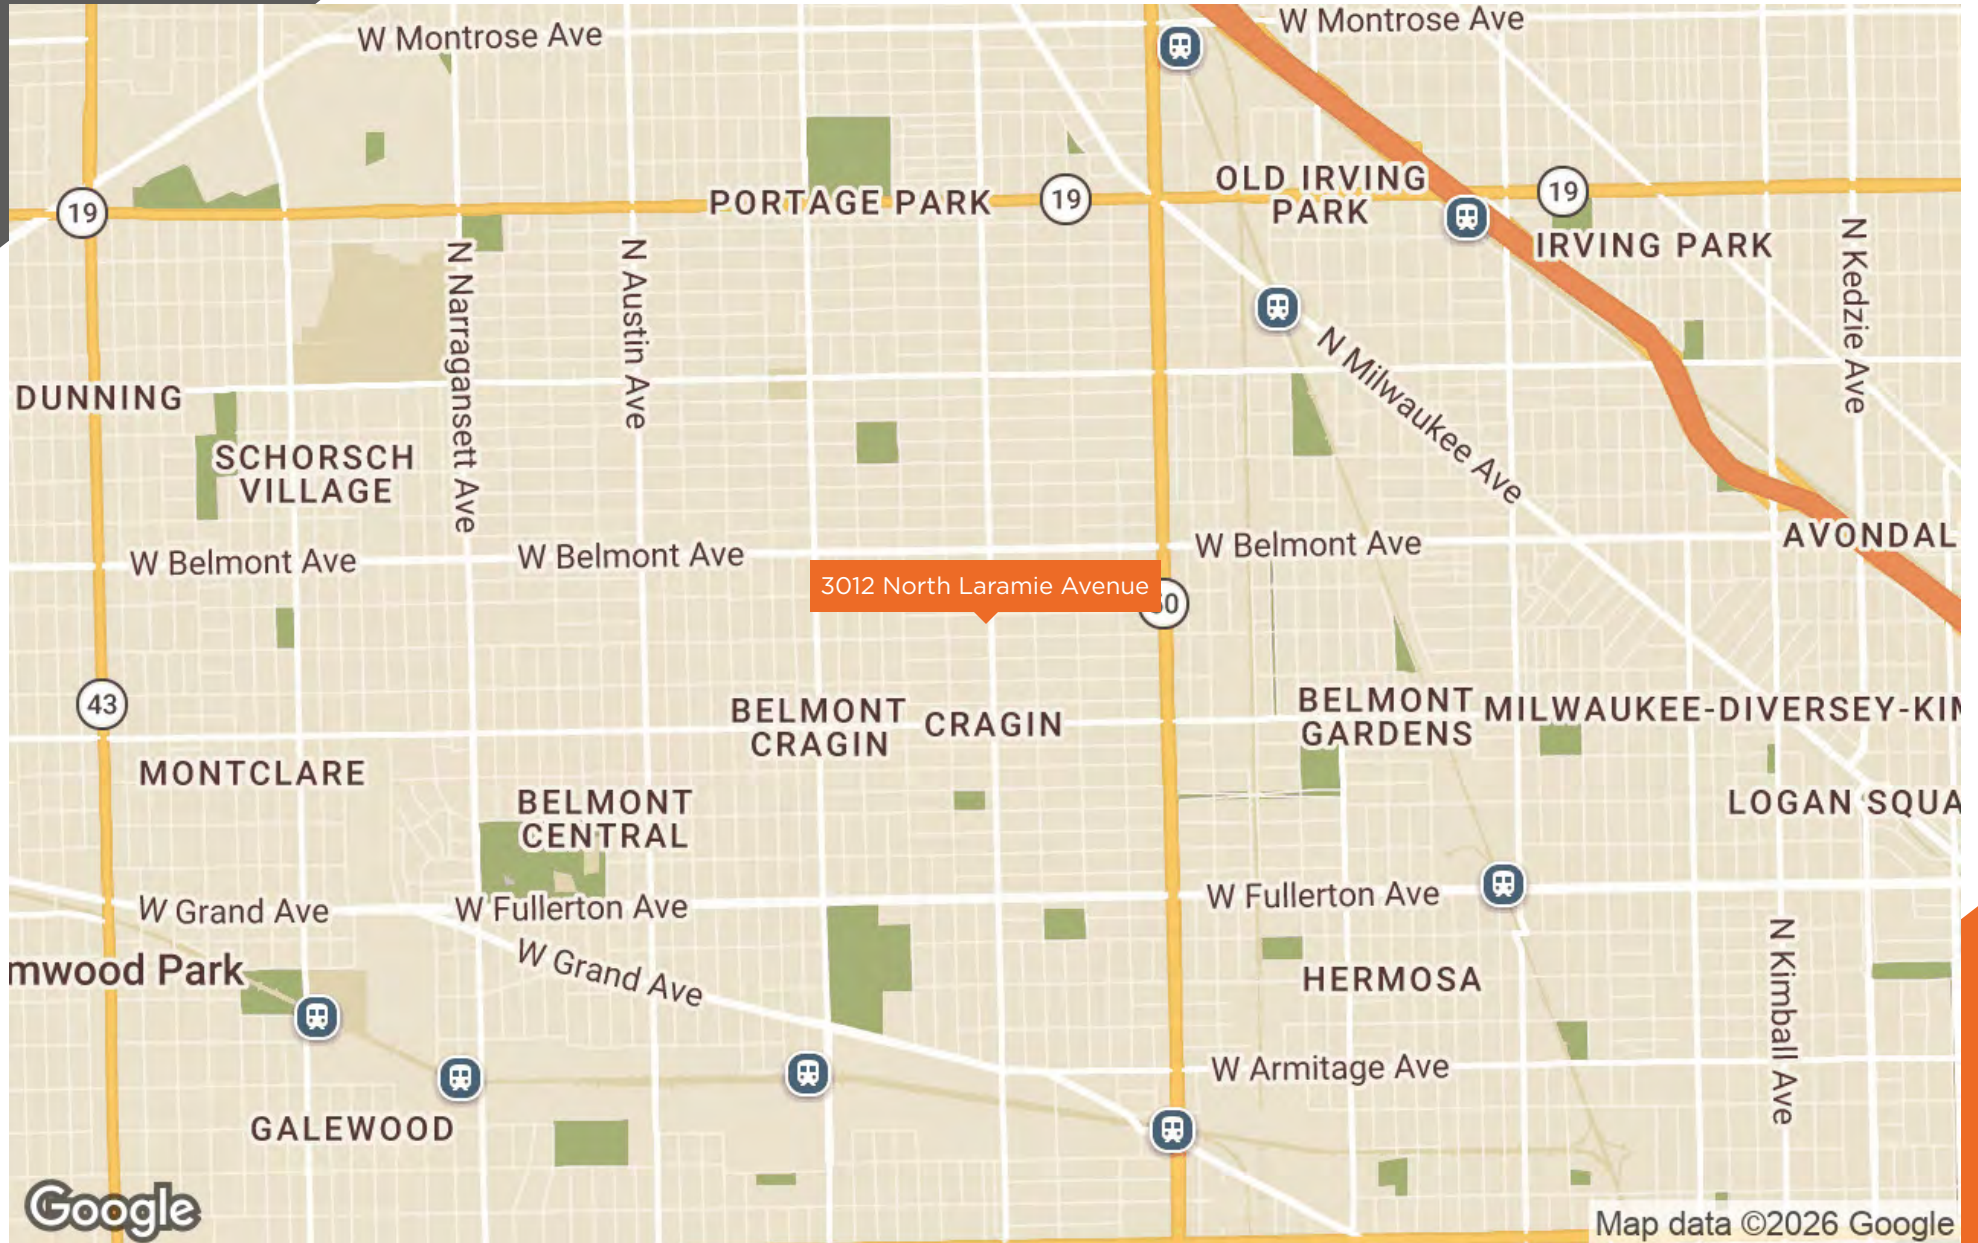 W Montrose Ave
W Montrose Ave
19
PORTAGE PARK
19
OLD IRVING
PARK
19
IRVING PARK
N Narragansett Ave
N Austin Ave
N Kedzie Ave
N Milwaukee Ave
DUNNING
SCHORSCH
VILLAGE
W Belmont Ave
W Belmont Ave
W Belmont Ave
AVONDAL
3012 North Laramie Avenue
43
BELMONT
CRAGIN
CRAGIN
BELMONT
GARDENS
MILWAUKEE-DIVERSEY-KIM
MONTCLARE
BELMONT
CENTRAL
LOGAN SQUA
W Grand Ave
W Fullerton Ave
W Fullerton Ave
mwood Park
W Grand Ave
HERMOSA
N Kimball Ave
W Armitage Ave
GALEWOOD
Google
Map data ©2026 Google